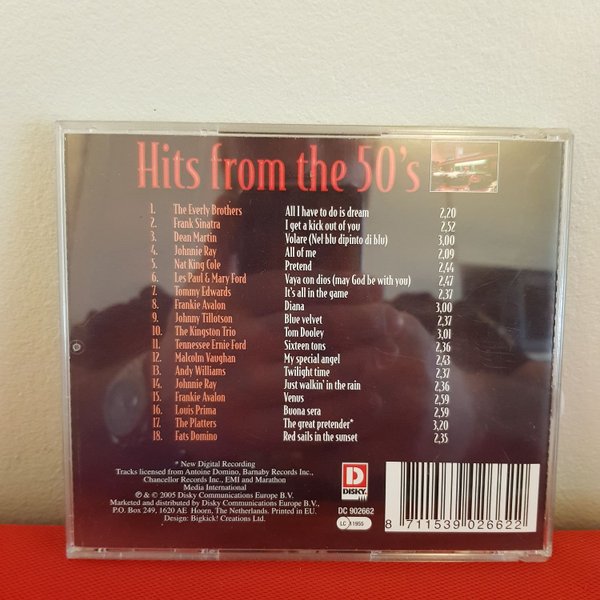 Hits from the 50's
1. The Everly Brothers All I have to do is dream 2,20
2. Frank Sinatra I get a kick out of you 2,52
3. Dean Martin Volare (Nel blu dipinto di blu) 3,00
4. Johnnie Ray All of me 2,09
5. Nat King Cole Pretend 2,44
6. Les Paul & Mary Ford Vaya con dios (may God be with you) 2,47
7. Tommy Edwards It's all in the game 2,37
8. Frankie Avalon Diana 3,00
9. Johnny Tillotson Blue velvet 2,37
10. The Kingston Trio Tom Dooley 3,01
11. Tennessee Ernie Ford Sixteen tons 2,36
12. Malcolm Vaughan My special angel 2,43
13. Andy Williams Twilight time 2,37
14. Johnnie Ray Just walkin' in the rain 2,36
15. Frankie Avalon Venus 2,59
16. Louis Prima Buona sera 2,59
17. The Platters The great pretender* 3,20
18. Fats Domino Red sails in the sunset 2,35
* New Digital Recording
Tracks licensed from Antoine Domino, Barnaby Records Inc.,
Chancellor Records Inc., EMI and Marathon
Media International
℗ & © 2005 Disky Communications Europe B.V.
Marketed and distributed by Disky Communications Europe B.V.,
P.O. Box 249, 1620 AE Hoorn, The Netherlands. Printed in EU.
Design: Bigkick! Creations Ltd.
D
DISKY
DC 902662
LC 11955
8 711539 026622